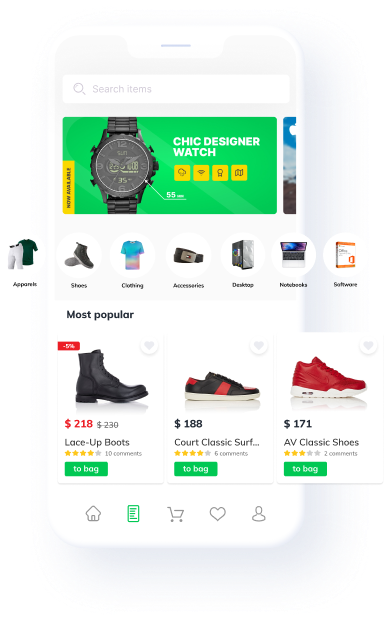 Search items
CHIC DESIGNER
WATCH
NOW AVAILABLE
55
Apparels
Shoes
Clothing
Accessories
Desktop
Notebooks
Software
Office
Most popular
-5%
$ 218 $ 230
Lace-Up Boots
10 comments
to bag
$ 188
Court Classic Surf...
6 comments
to bag
$ 171
AV Classic Shoes
2 comments
to bag